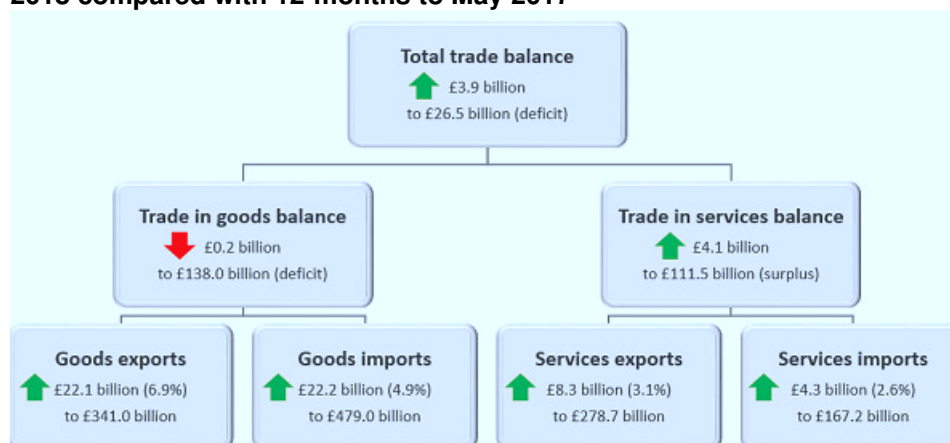 2018 compared with 12 months to May 2017
Total trade balance
£3.9 billion
to £26.5 billion (deficit)
Trade in goods balance
£0.2 billion
to £138.0 billion (deficit)
Trade in services balance
£4.1 billion
to £111.5 billion (surplus)
Goods exports
£22.1 billion (6.9%)
to £341.0 billion
Goods imports
£22.2 billion (4.9%)
to £479.0 billion
Services exports
£8.3 billion (3.1%)
to £278.7 billion
Services imports
£4.3 billion (2.6%)
to £167.2 billion